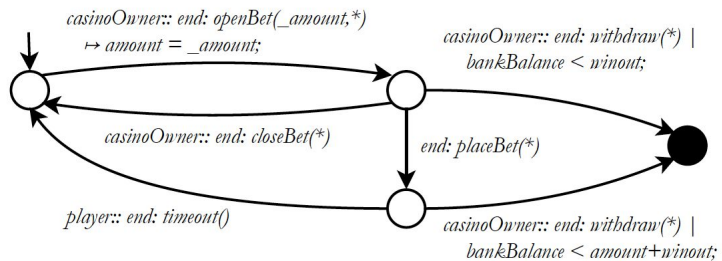 casinoOwner:: end: openBet(_amount,*)
↦ amount = _amount;
casinoOwner:: end: withdraw(*) |
bankBalance < winout;
casinoOwner:: end: closeBet(*)
end: placeBet(*)
player:: end: timeout()
casinoOwner:: end: withdraw(*) |
bankBalance < amount+winout;